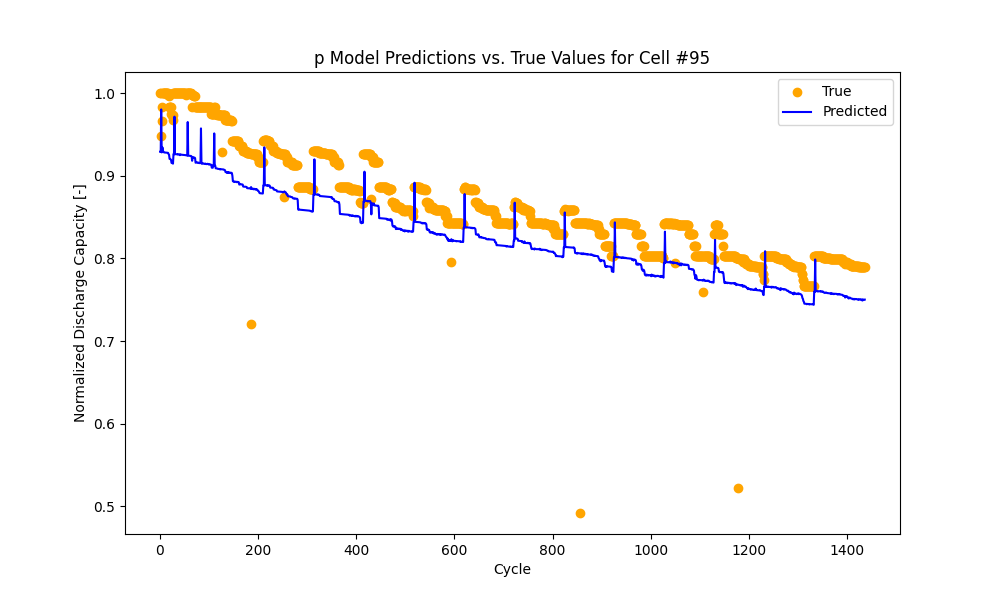 p Model Predictions vs. True Values for Cell #95
True
Predicted
Normalized Discharge Capacity [-]
1.0
0.9
0.8
0.7
0.6
0.5
0
200
400
600
800
1000
1200
1400
Cycle